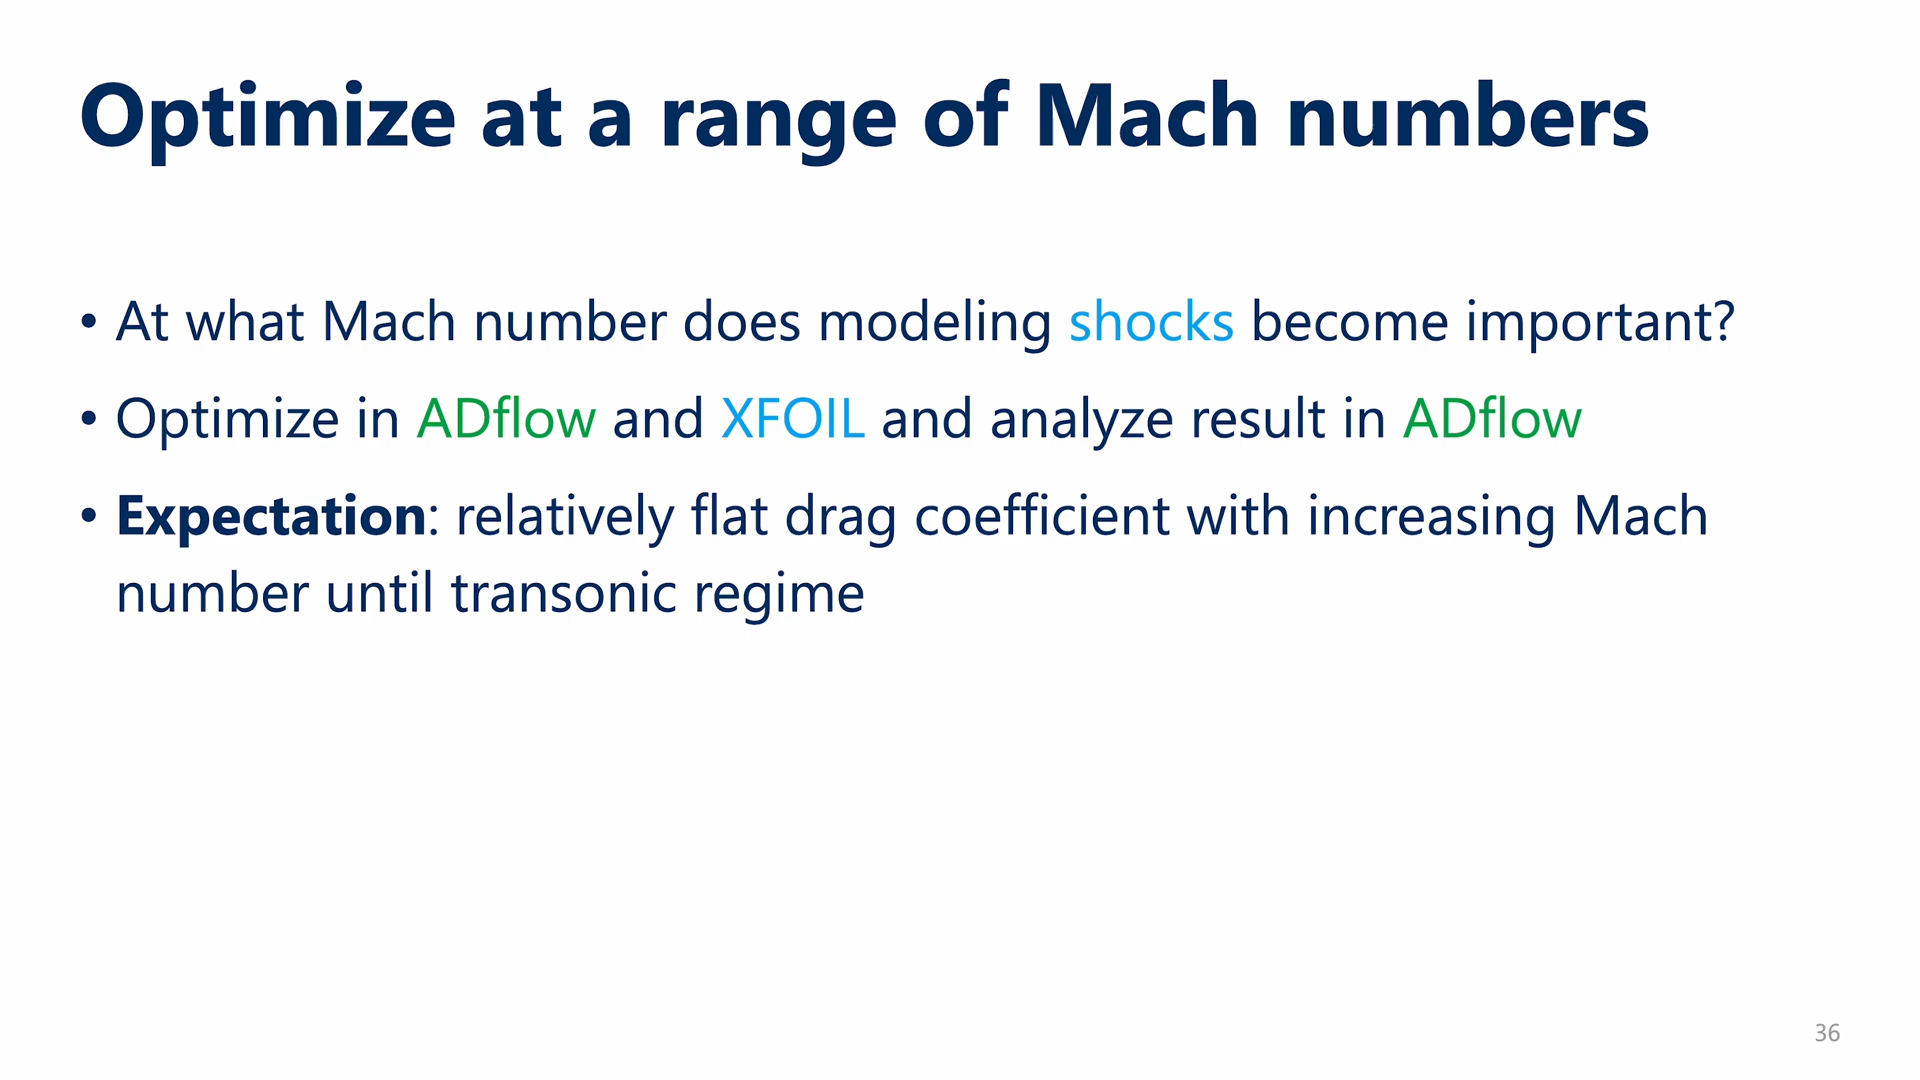 Optimize at a range of Mach numbers
• At what Mach number does modeling shocks become important?
• Optimize in ADflow and XFOIL and analyze result in ADflow
• Expectation: relatively flat drag coefficient with increasing Mach
number until transonic regime
36